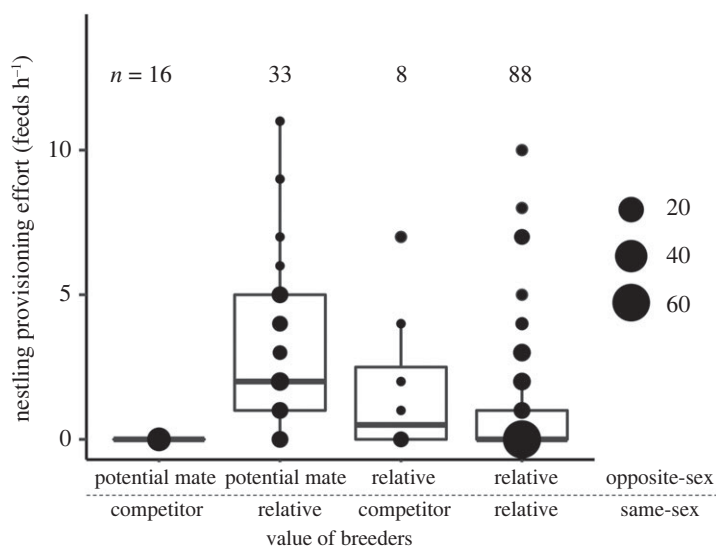 n = 16 33 8 88
nestling provisioning effort (feeds h⁻¹)
10
5
0
20
40
60
potential mate potential mate relative relative opposite-sex
competitor relative competitor relative same-sex
value of breeders